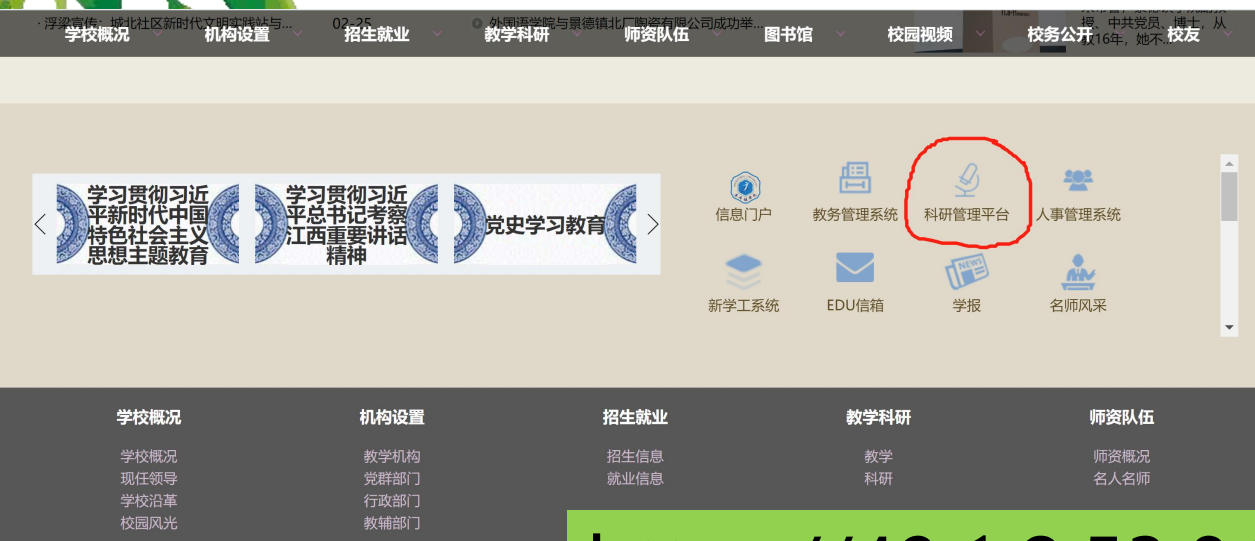 · 浮梁宣传：城北社区新时代文明实践站与... 02-25
外国语学院与景德镇北厂陶瓷有限公司成功举...
授、中共党员、博士，从
教16年，她不...
学校概况 机构设置 招生就业 教学科研 师资队伍 图书馆 校园视频 校务公开 校友
学习贯彻习近
平新时代中国
特色社会主义
思想主题教育
学习贯彻习近
平总书记考察
江西重要讲话
精神
党史学习教育
信息门户 教务管理系统 科研管理平台 人事管理系统
NEWS
新学工系统 EDU信箱 学报 名师风采
学校概况 机构设置 招生就业 教学科研 师资队伍
学校概况 教学机构 招生信息 教学 师资概况
现任领导 党群部门 就业信息 科研 名人名师
学校沿革 行政部门
校园风光 教辅部门